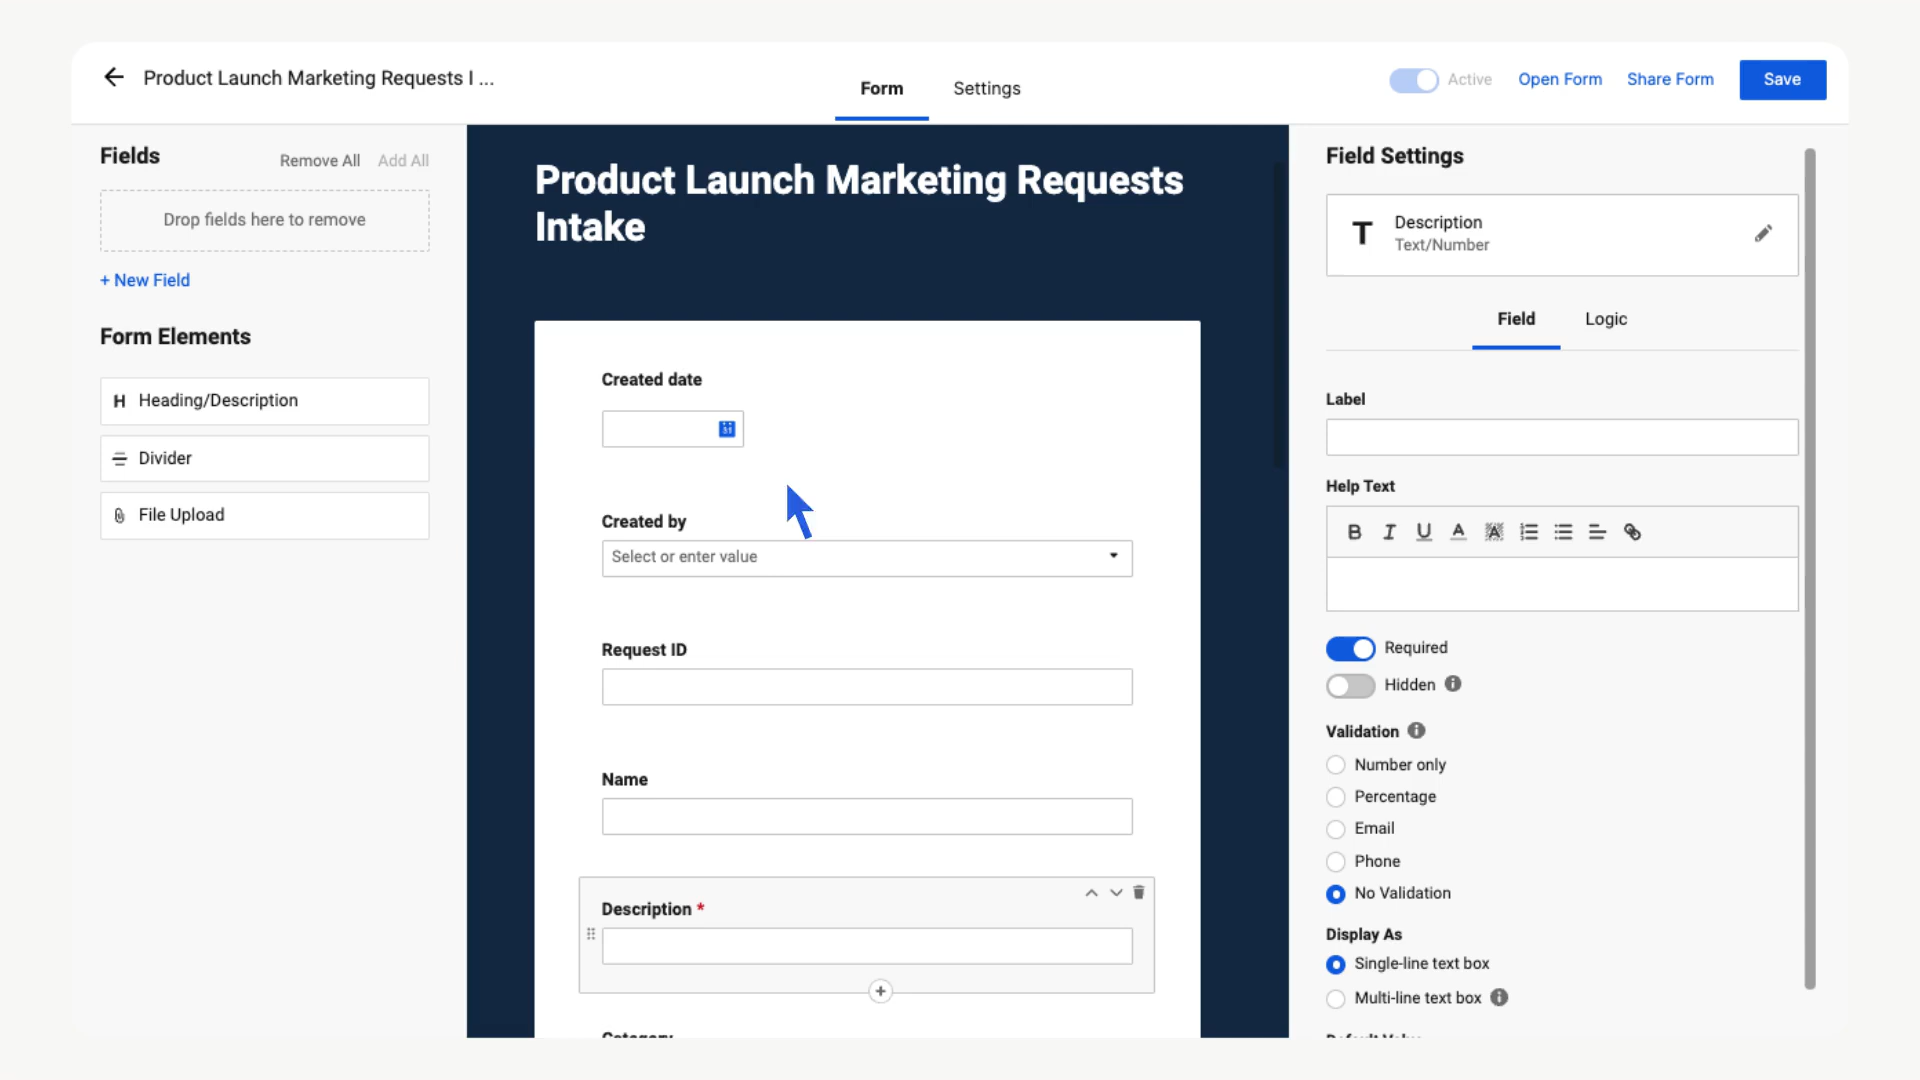 Product Launch Marketing Requests I ...
Form
Settings
Active
Open Form
Share Form
Save
Fields
Remove All
Add All
Drop fields here to remove
+ New Field
Form Elements
H Heading/Description
Divider
File Upload
Product Launch Marketing Requests
Intake
Created date
31
Created by
Select or enter value
Request ID
Name
Description *
Category
Field Settings
T
Description
Text/Number
Field
Logic
Label
Help Text
B I U A A
Required
Hidden
Validation
Number only
Percentage
Email
Phone
No Validation
Display As
Single-line text box
Multi-line text box
Default Value